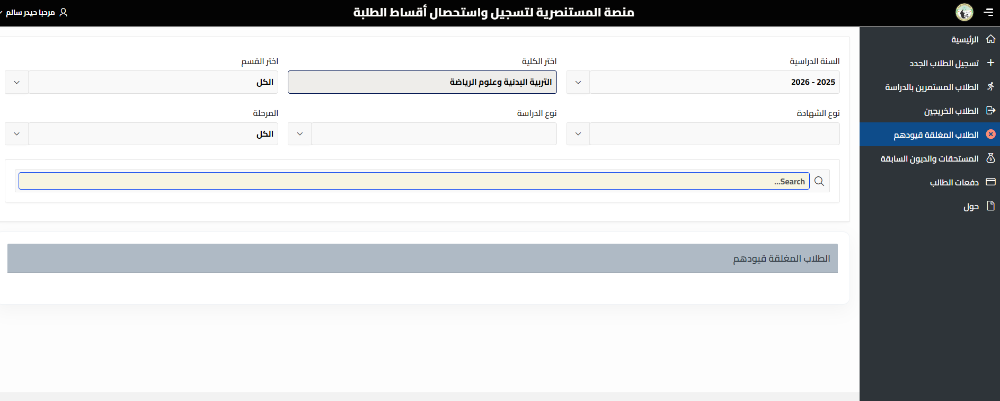 منصة المستنصرية لتسجيل واستحصال أقساط الطلبة
مرحبا حيدر سالم
الرئيسية
تسجيل الطلاب الجدد
الطلاب المستمرين بالدراسة
الطلاب الخريجين
الطلاب المغلقة قيودهم
المستحقات والديون السابقة
دفعات الطالب
حول
السنة الدراسية
2025 - 2026
اختر الكلية
التربية البدنية وعلوم الرياضة
اختر القسم
الكل
نوع الشهادة
نوع الدراسة
المرحلة
الكل
Search...
الطلاب المغلقة قيودهم